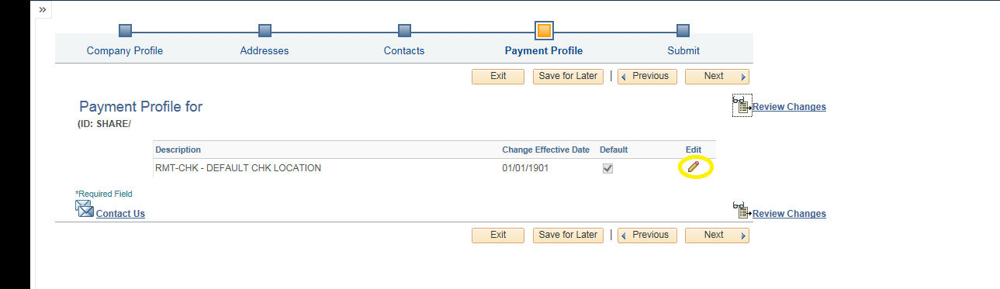 »
Company Profile Addresses Contacts Payment Profile Submit
Exit Save for Later | Previous Next
Payment Profile for
Review Changes
(ID: SHARE/
Description Change Effective Date Default Edit
RMT-CHK - DEFAULT CHK LOCATION 01/01/1901
*Required Field
Contact Us
Review Changes
Exit Save for Later | Previous Next